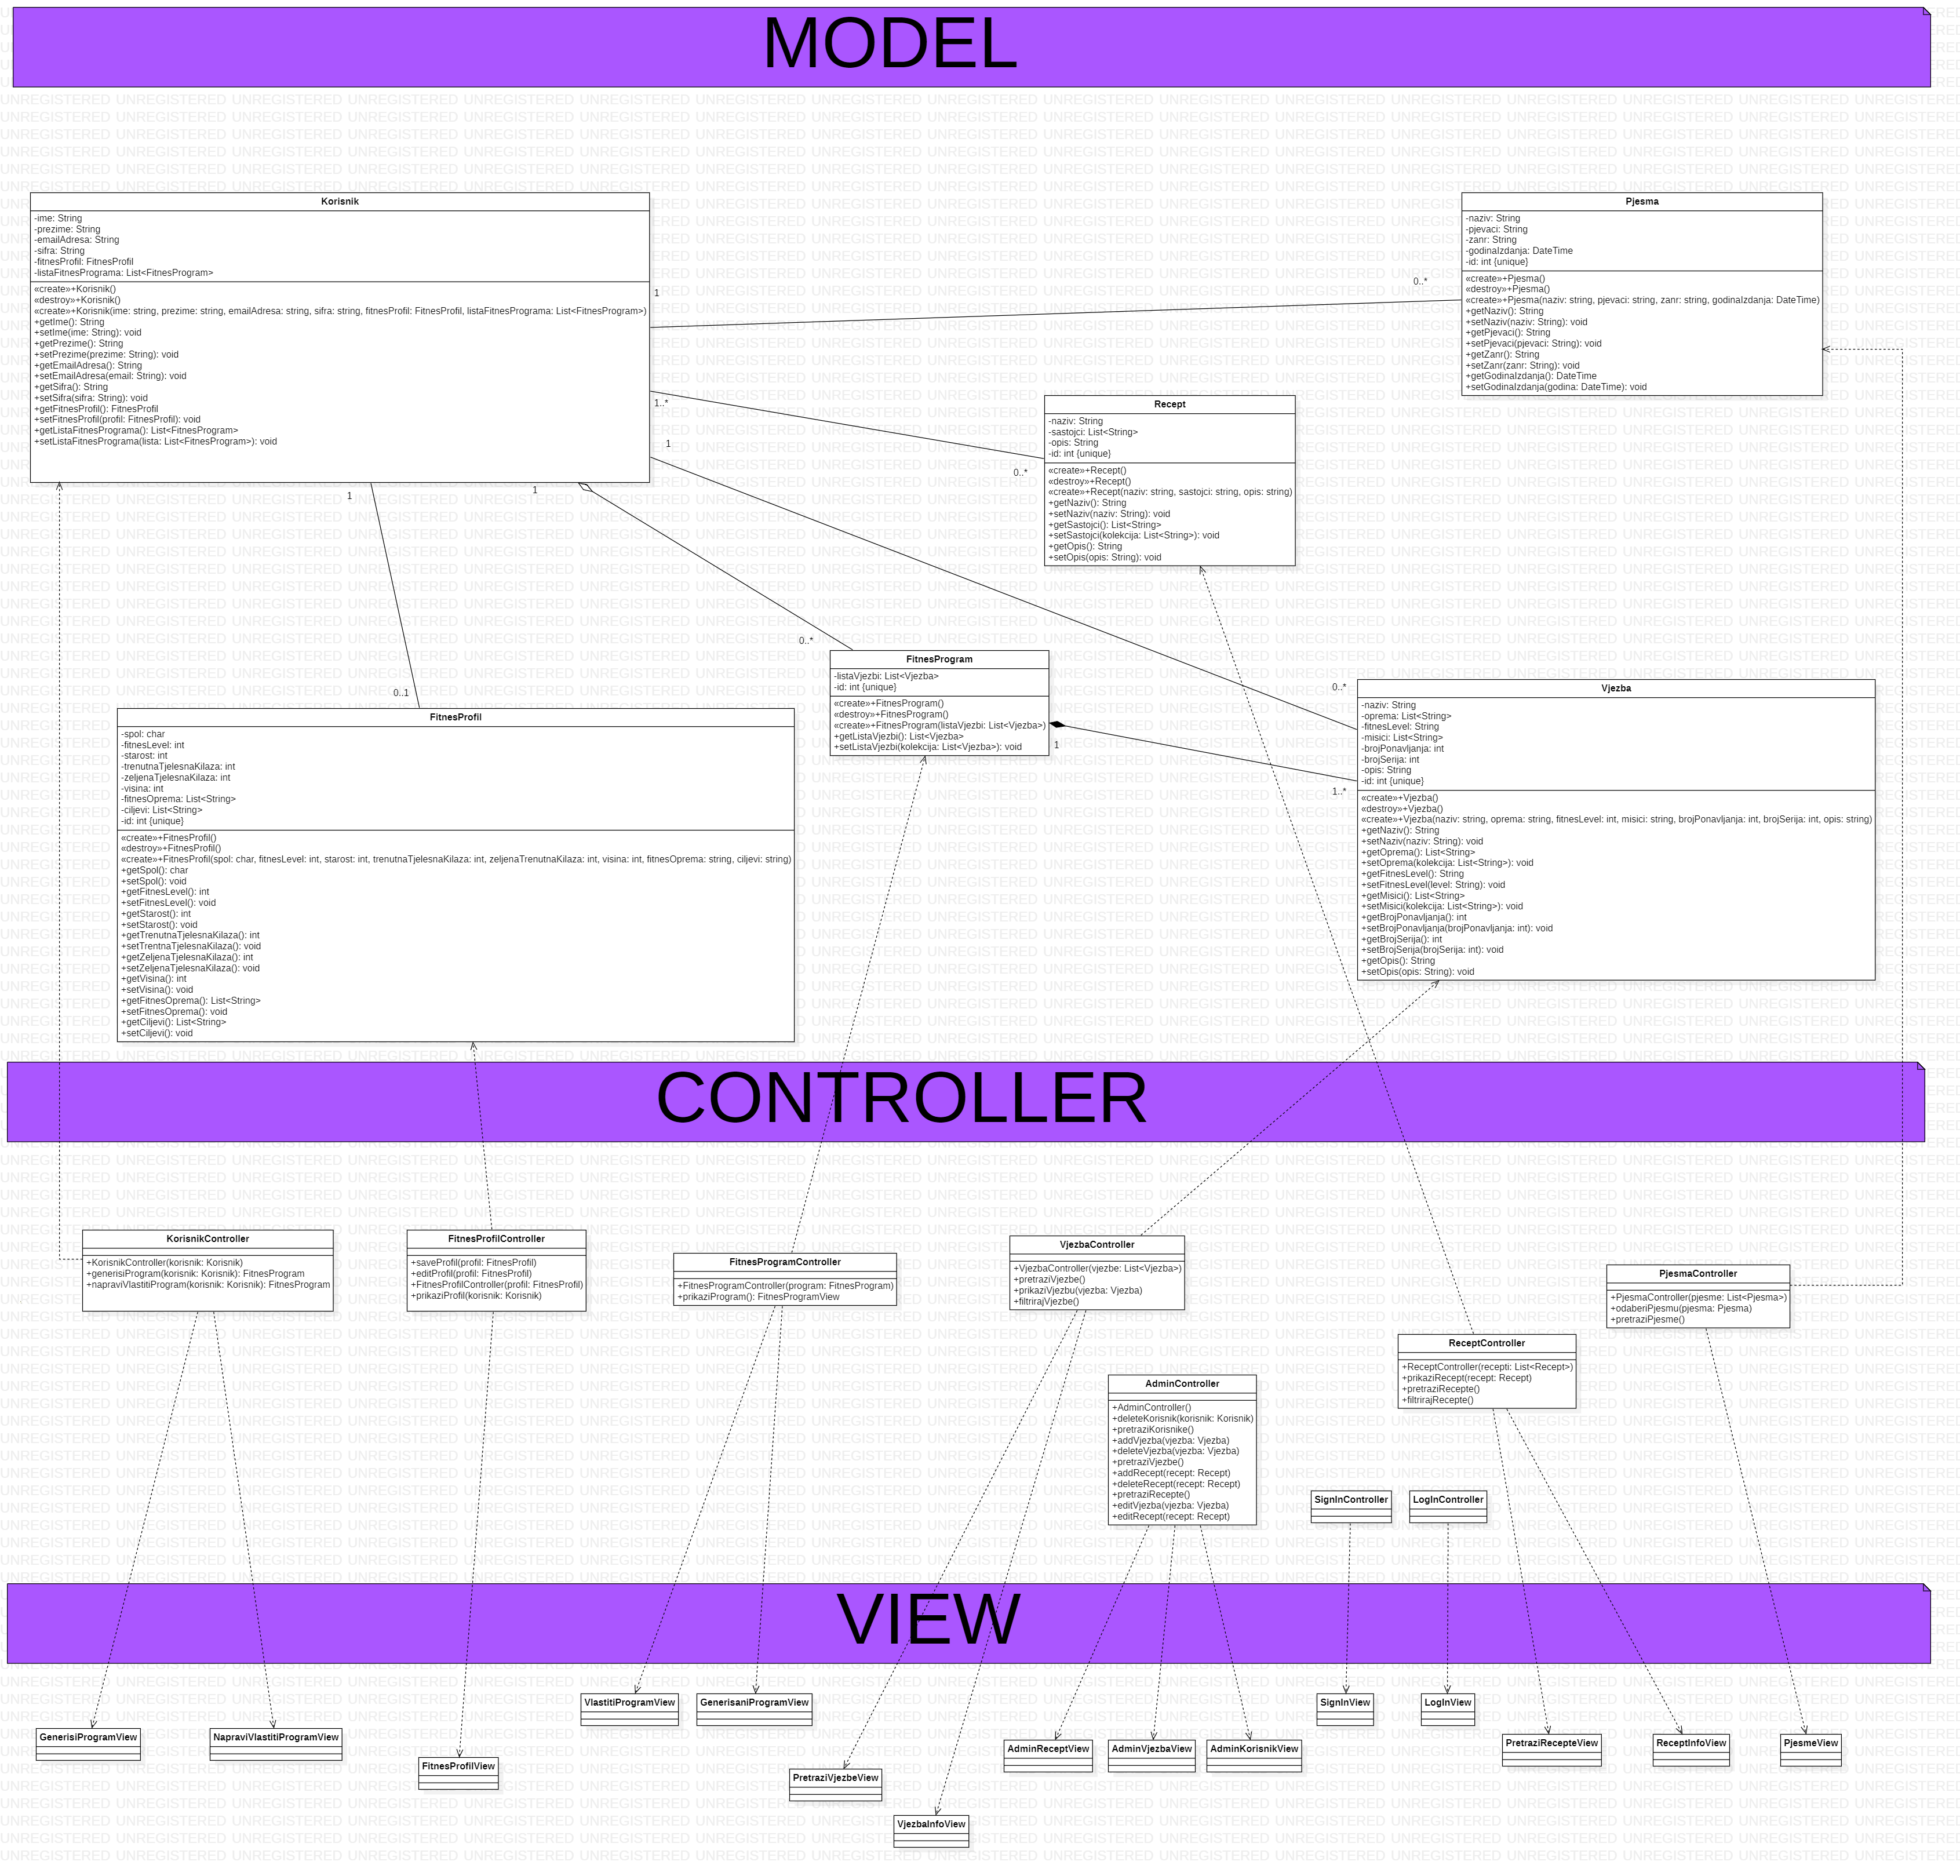 MODEL
Korisnik
-ime: String
-prezime: String
-emailAdresa: String
-sifra: String
-fitnesProfil: FitnesProfil
-listaFitnesPrograma: List<FitnesProgram>
«create»+Korisnik()
«destroy»+Korisnik()
«create»+Korisnik(ime: string, prezime: string, emailAdresa: string, sifra: string, fitnesProfil: FitnesProfil, listaFitnesPrograma: List<FitnesProgram>)
+getIme(): String
+setIme(ime: String): void
+getPrezime(): String
+setPrezime(prezime: String): void
+getEmailAdresa(): String
+setEmailAdresa(email: String): void
+getSifra(): String
+setSifra(sifra: String): void
+getFitnesProfil(): FitnesProfil
+setFitnesProfil(profil: FitnesProfil): void
+getListaFitnesPrograma(): List<FitnesProgram>
+setListaFitnesPrograma(lista: List<FitnesProgram>): void
Pjesma
-naziv: String
-pjevaci: String
-zanr: String
-godinaIzdanja: DateTime
-id: int {unique}
«create»+Pjesma()
«destroy»+Pjesma()
«create»+Pjesma(naziv: string, pjevaci: string, zanr: string, godinaIzdanja: DateTime)
+getNaziv(): String
+setNaziv(naziv: String): void
+getPjevaci(): String
+setPjevaci(pjevaci: String): void
+getZanr(): String
+setZanr(zanr: String): void
+getGodinaIzdanja(): DateTime
+setGodinaIzdanja(godina: DateTime): void
1
0..*
1..*
0..*
1
0..*
1
0..*
1
0..1
1
1..*
Recept
-naziv: String
-sastojci: List<String>
-opis: String
-id: int {unique}
«create»+Recept()
«destroy»+Recept()
«create»+Recept(naziv: string, sastojci: string, opis: string)
+getNaziv(): String
+setNaziv(naziv: String): void
+getSastojci(): List<String>
+setSastojci(kolekcija: List<String>): void
+getOpis(): String
+setOpis(opis: String): void
FitnesProgram
-listaVjezbi: List<Vjezba>
-id: int {unique}
«create»+FitnesProgram()
«destroy»+FitnesProgram()
«create»+FitnesProgram(listaVjezbi: List<Vjezba>)
+getListaVjezbi(): List<Vjezba>
+setListaVjezbi(kolekcija: List<Vjezba>): void
Vjezba
-naziv: String
-oprema: List<String>
-fitnesLevel: String
-misici: List<String>
-brojPonavljanja: int
-brojSerija: int
-opis: String
-id: int {unique}
«create»+Vjezba()
«destroy»+Vjezba()
«create»+Vjezba(naziv: string, oprema: string, fitnesLevel: int, misici: string, brojPonavljanja: int, brojSerija: int, opis: string)
+getNaziv(): String
+setNaziv(naziv: String): void
+getOprema(): List<String>
+setOprema(kolekcija: List<String>): void
+getFitnesLevel(): String
+setFitnesLevel(level: String): void
+getMisici(): List<String>
+setMisici(kolekcija: List<String>): void
+getBrojPonavljanja(): int
+setBrojPonavljanja(brojPonavljanja: int): void
+getBrojSerija(): int
+setBrojSerija(brojSerija: int): void
+getOpis(): String
+setOpis(opis: String): void
FitnesProfil
-spol: char
-fitnesLevel: int
-starost: int
-trenutnaTjelesnaKilaza: int
-zeljenaTjelesnaKilaza: int
-visina: int
-fitnesOprema: List<String>
-ciljevi: List<String>
-id: int {unique}
«create»+FitnesProfil()
«destroy»+FitnesProfil()
«create»+FitnesProfil(spol: char, fitnesLevel: int, starost: int, trenutnaTjelesnaKilaza: int, zeljenaTrenutnaKilaza: int, visina: int, fitnesOprema: string, ciljevi: string)
+getSpol(): char
+setSpol(): void
+getFitnesLevel(): int
+setFitnesLevel(): void
+getStarost(): int
+setStarost(): void
+getTrenutnaTjelesnaKilaza(): int
+setTrentnaTjelesnaKilaza(): void
+getZeljenaTjelesnaKilaza(): int
+setZeljenaTjelesnaKilaza(): void
+getVisina(): int
+setVisina(): void
+getFitnesOprema(): List<String>
+setFitnesOprema(): void
+getCiljevi(): List<String>
+setCiljevi(): void
CONTROLLER
KorisnikController
+KorisnikController(korisnik: Korisnik)
+generisiProgram(korisnik: Korisnik): FitnesProgram
+napraviVlastitiProgram(korisnik: Korisnik): FitnesProgram
FitnesProfilController
+saveProfil(profil: FitnesProfil)
+editProfil(profil: FitnesProfil)
+FitnesProfilController(profil: FitnesProfil)
+prikaziProfil(korisnik: Korisnik)
FitnesProgramController
+FitnesProgramController(program: FitnesProgram)
+prikaziProgram(): FitnesProgramView
VjezbaController
+VjezbaController(vjezbe: List<Vjezba>)
+pretraziVjezbe()
+prikaziVjezbu(vjezba: Vjezba)
+filtrirajVjezbe()
PjesmaController
+PjesmaController(pjesme: List<Pjesma>)
+odaberiPjesmu(pjesma: Pjesma)
+pretraziPjesme()
ReceptController
+ReceptController(recepti: List<Recept>)
+prikaziRecept(recept: Recept)
+pretraziRecepte()
+filtrirajRecepte()
AdminController
+AdminController()
+deleteKorisnik(korisnik: Korisnik)
+pretraziKorisnike()
+addVjezba(vjezba: Vjezba)
+deleteVjezba(vjezba: Vjezba)
+pretraziVjezbe()
+addRecept(recept: Recept)
+deleteRecept(recept: Recept)
+pretraziRecepte()
+editVjezba(vjezba: Vjezba)
+editRecept(recept: Recept)
SignInController
LogInController
VIEW
VlastitiProgramView
GenerisaniProgramView
SignInView
LogInView
GenerisiProgramView
NapraviVlastitiProgramView
FitnesProfilView
PretraziVjezbeView
VjezbaInfoView
AdminReceptView
AdminVjezbaView
AdminKorisnikView
PretraziRecepteView
ReceptInfoView
PjesmeView